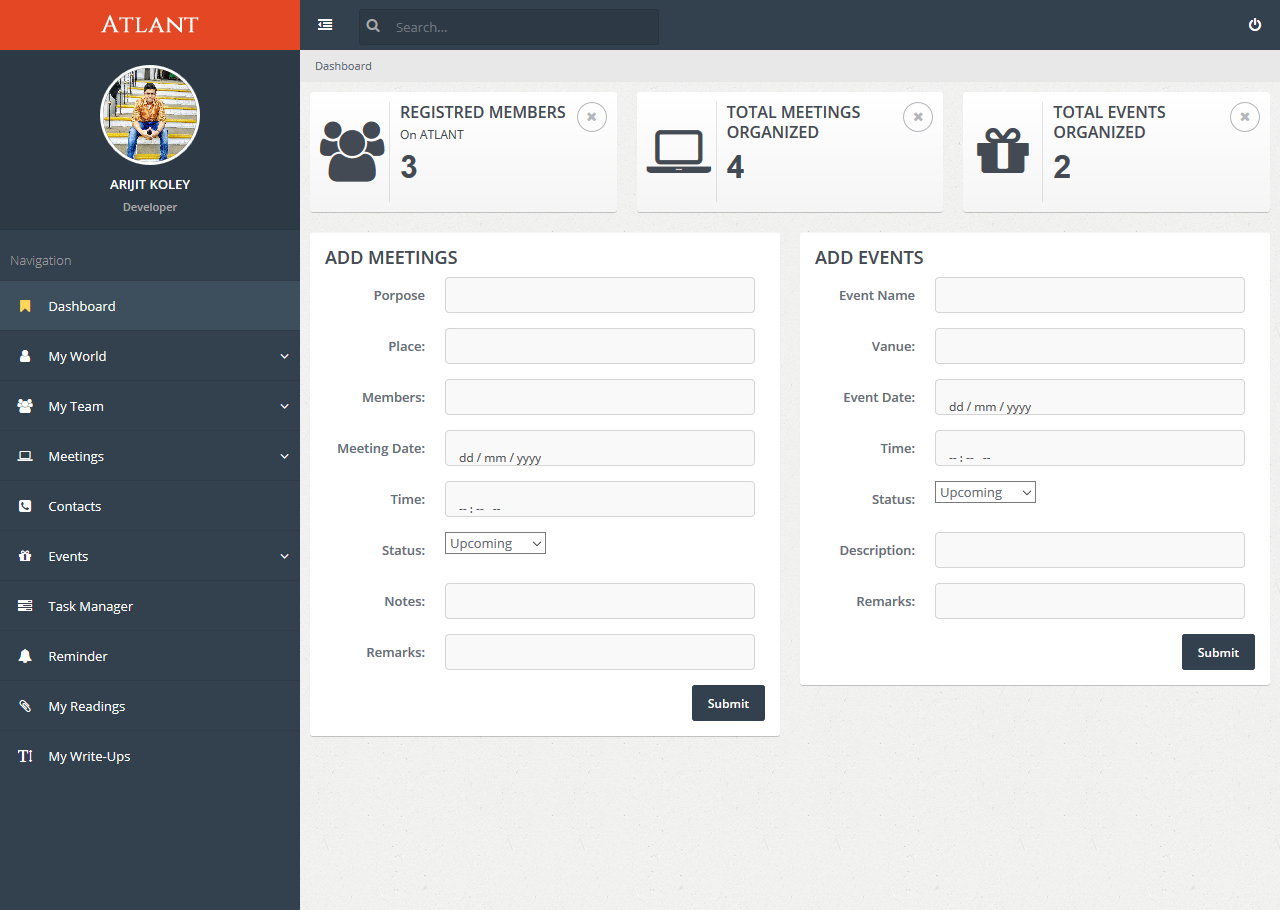 ATLANT
Search...
ARIJIT KOLEY
Developer
Navigation
Dashboard
My World
My Team
Meetings
Contacts
Events
Task Manager
Reminder
My Readings
My Write-Ups
Dashboard
REGISTRED MEMBERS
On ATLANT
3
TOTAL MEETINGS
ORGANIZED
4
TOTAL EVENTS
ORGANIZED
2
ADD MEETINGS
Porpose
Place:
Members:
Meeting Date:
dd / mm / yyyy
Time:
-- : -- --
Status:
Upcoming
Notes:
Remarks:
Submit
ADD EVENTS
Event Name
Vanue:
Event Date:
dd / mm / yyyy
Time:
-- : -- --
Status:
Upcoming
Description:
Remarks:
Submit